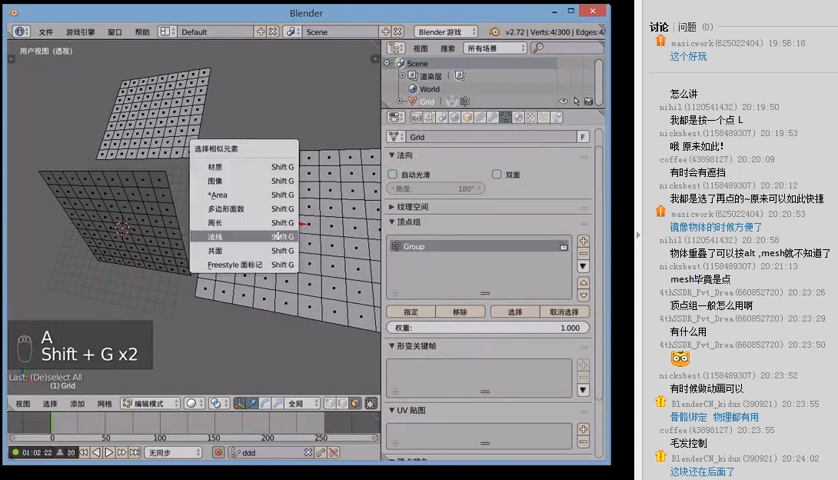 Blender
文件
游戏引擎
窗口
帮助
Default
Scene
Blender游戏
v2.72 | Verts:4/300 | Edges:4/
用户视图 (透视)
选择相似元素
材质 Shift G
图像 Shift G
*Area Shift G
多边形面数 Shift G
周长 Shift G
法线 Shift G
共面 Shift G
Freestyle 面标记 Shift G
A
Shift + G x2
Last: (De)select All
(1) Grid
视图
选择
添加
网格
编辑模式
全局
0
50
100
150
200
250
01:02:22
20
无同步
ddd
视图
搜索
所有场景
Scene
渲染层
World
Grid
Grid
F
法向
自动光滑
双面
角度: 180°
纹理空间
顶点组
Group
指定
移除
选择
取消选择
权重: 1.000
形变关键帧
UV 贴图
讨论 | 问题 (0)
masicwork(625022404) 19:56:18
这个好玩
怎么讲
nihil(1120541432) 20:19:50
我都是按一个点 L
nicksbest(1158489307) 20:19:53
哦 原来如此!
coffee(43898127) 20:20:09
有时会有遮挡
nicksbest(1158489307) 20:20:12
我都是选了再点的~原来可以如此快捷
masicwork(625022404) 20:20:53
镜像物体的时候方便了
nihil(1120541432) 20:20:58
物体重叠了可以按alt ,mesh就不知道了
nicksbest(1158489307) 20:21:13
mesh毕竟是点
4thSSDR_Pvt_Drea(660852720) 20:23:26
顶点组一般怎么用啊
4thSSDR_Pvt_Drea(660852720) 20:23:29
有什么用
4thSSDR_Pvt_Drea(660852720) 20:23:50
nicksbest(1158489307) 20:23:52
有时候做动画可以
BlenderCN_kidux(390921) 20:23:55
骨骼绑定 物理都有用
coffee(43898127) 20:23:55
毛发控制
BlenderCN_kidux(390921) 20:24:02
这块还在后面了